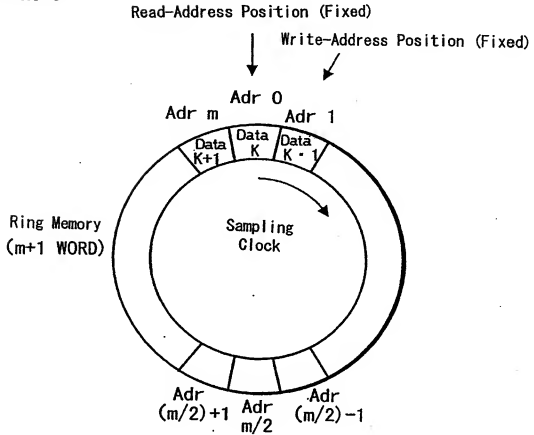 Read-Address Position (Fixed)
Write-Address Position (Fixed)
Adr 0
Adr m
Adr 1
Data K+1
Data K
Data K-1
Ring Memory
(m+1 WORD)
Sampling
Clock
Adr
(m/2)+1
Adr
m/2
Adr
(m/2)-1